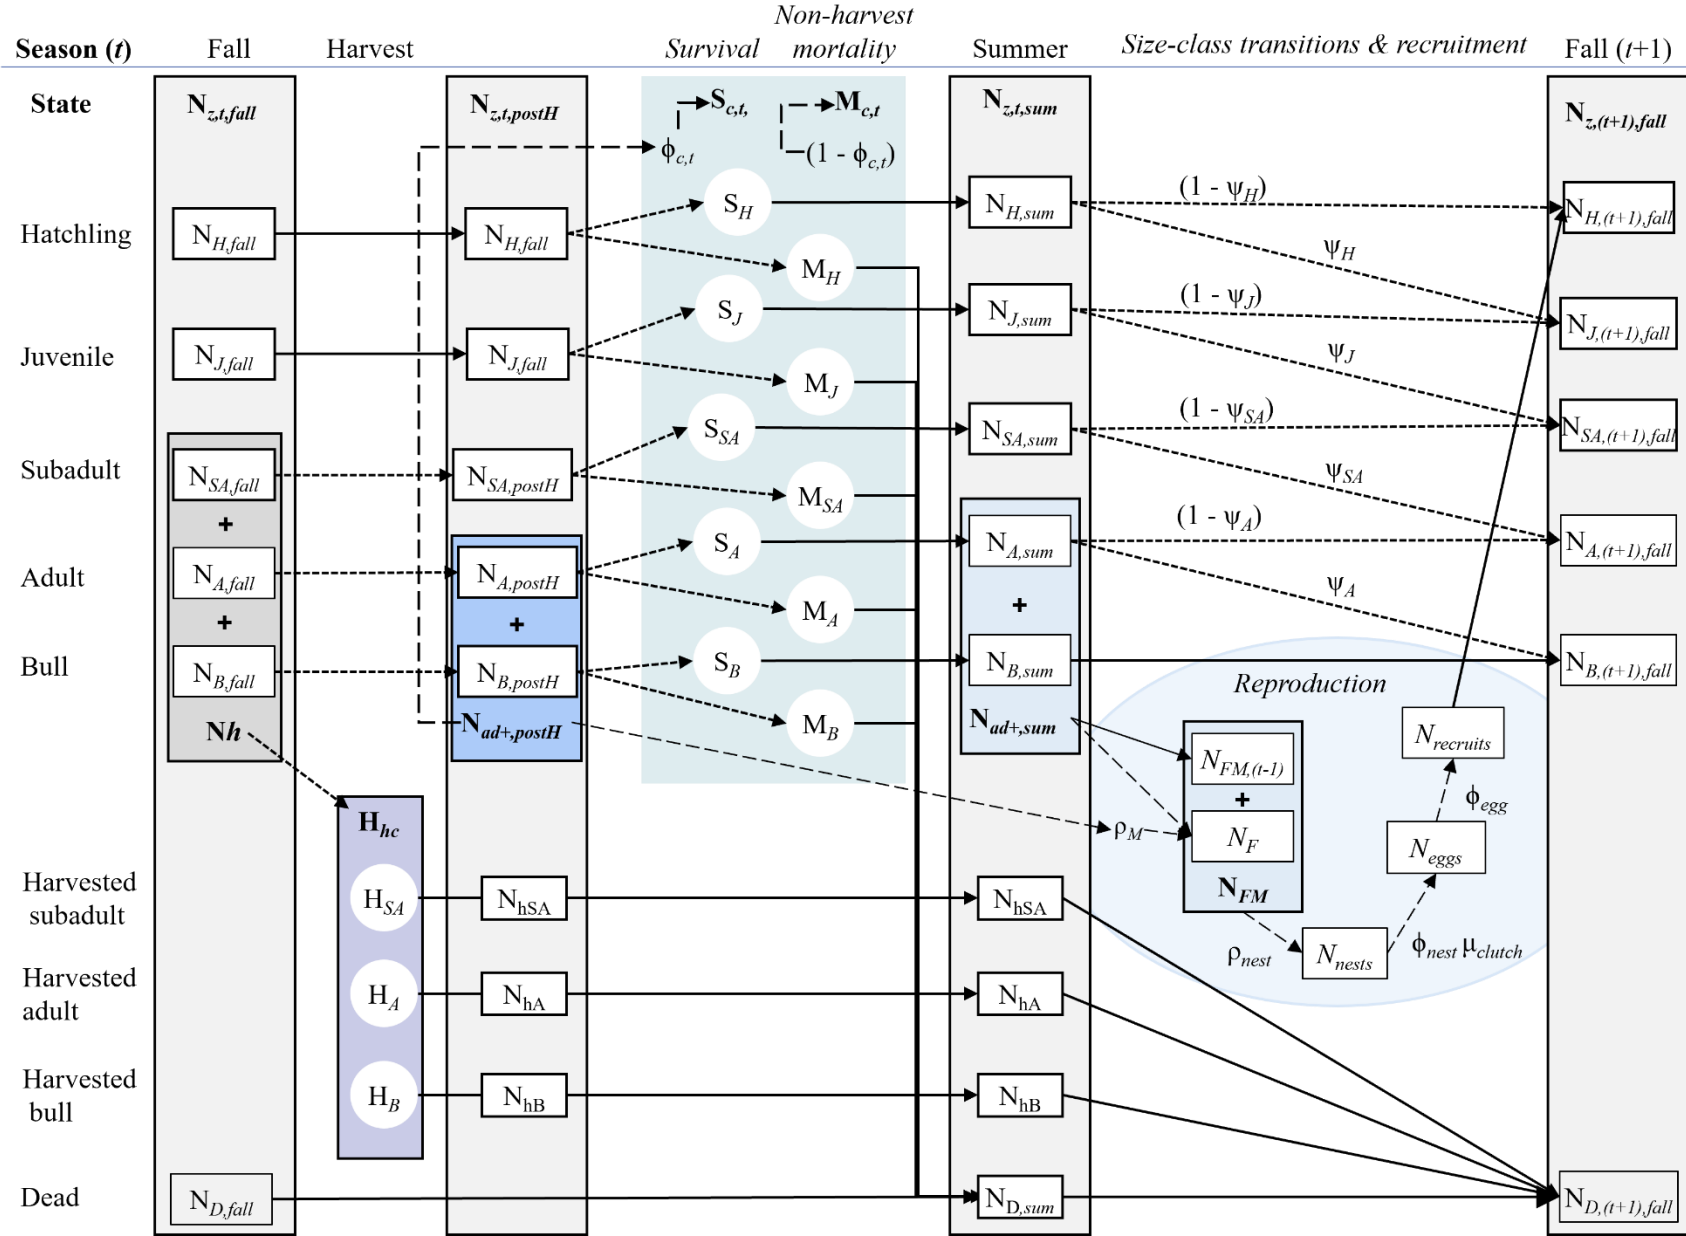 Non-harvest
Season (t) Fall Harvest Survival mortality Summer Size-class transitions & recruitment Fall (t+1)
State N_z,t,fall N_z,t,postH S_c,t, M_c,t N_z,t,sum N_z,(t+1),fall
ϕ_c,t (1 - ϕ_c,t)
Hatchling N_H,fall N_H,fall S_H M_H N_H,sum (1 - ψ_H) ψ_H N_H,(t+1),fall
Juvenile N_J,fall N_J,fall S_J M_J N_J,sum (1 - ψ_J) ψ_J N_J,(t+1),fall
Subadult N_SA,fall N_SA,postH S_SA M_SA N_SA,sum (1 - ψ_SA) ψ_SA N_SA,(t+1),fall
+
Adult N_A,fall N_A,postH S_A M_A N_A,sum (1 - ψ_A) ψ_A N_A,(t+1),fall
+ + +
Bull N_B,fall N_B,postH S_B M_B N_B,sum N_B,(t+1),fall
Nh N_ad+,postH N_ad+,sum
Reproduction
N_FM,(t-1) N_recruits
+
ρ_M N_F ϕ_egg
N_FM N_eggs
ρ_nest N_nests ϕ_nest μ_clutch
H_hc
Harvested
subadult H_SA N_hSA N_hSA
Harvested
adult H_A N_hA N_hA
Harvested
bull H_B N_hB N_hB
Dead N_D,fall N_D,sum N_D,(t+1),fall